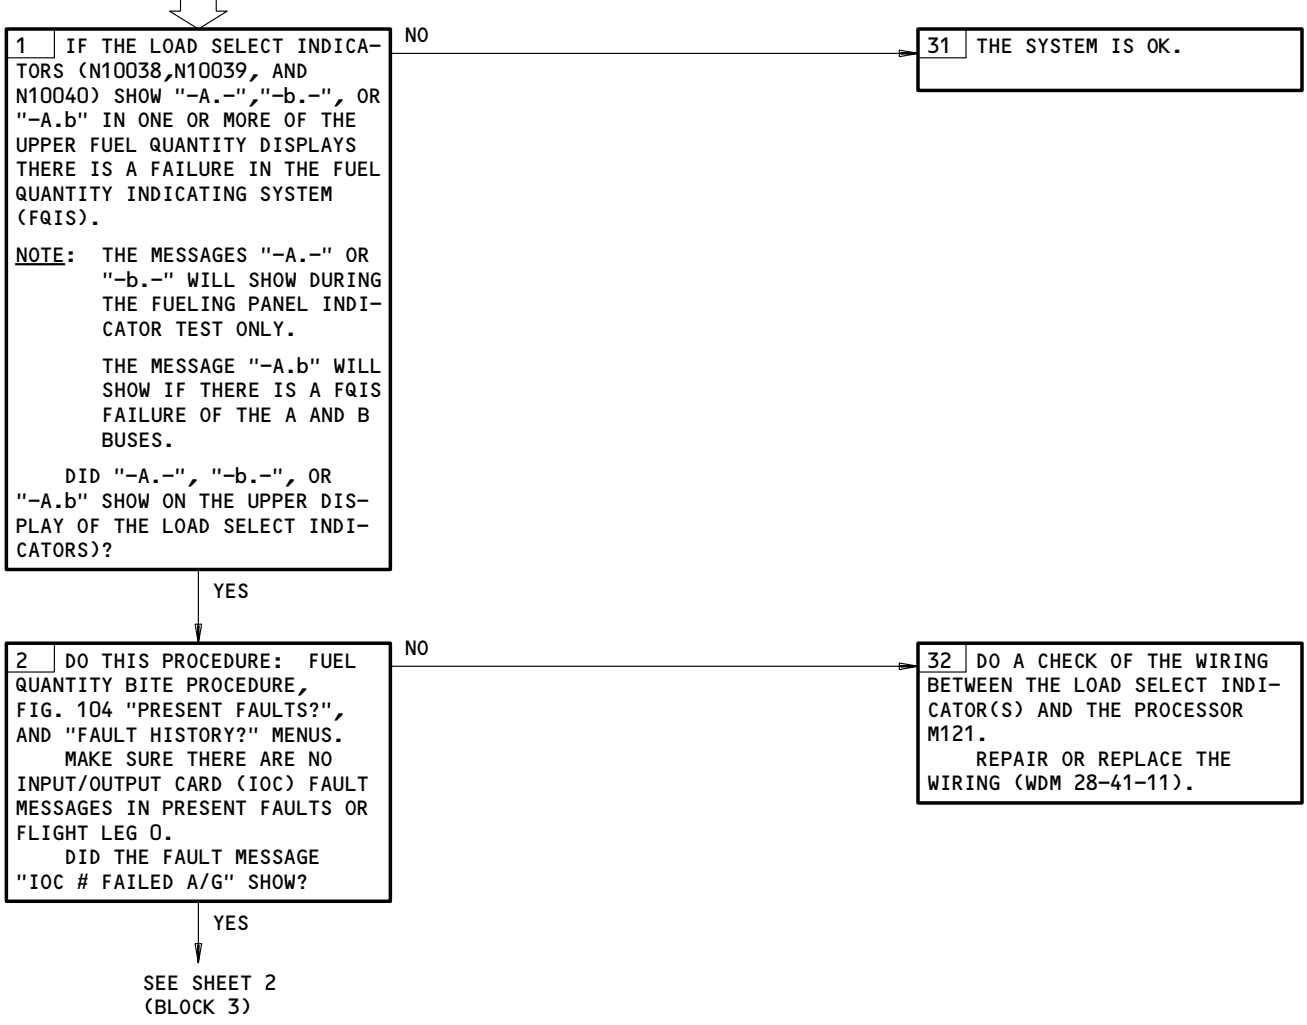 1 IF THE LOAD SELECT INDICA-
TORS (N10038,N10039, AND
N10040) SHOW "-A.-","-b.-", OR
"-A.b" IN ONE OR MORE OF THE
UPPER FUEL QUANTITY DISPLAYS
THERE IS A FAILURE IN THE FUEL
QUANTITY INDICATING SYSTEM
(FQIS).
NOTE: THE MESSAGES "-A.-" OR
"-b.-" WILL SHOW DURING
THE FUELING PANEL INDI-
CATOR TEST ONLY.
THE MESSAGE "-A.b" WILL
SHOW IF THERE IS A FQIS
FAILURE OF THE A AND B
BUSES.
DID "-A.-", "-b.-", OR
"-A.b" SHOW ON THE UPPER DIS-
PLAY OF THE LOAD SELECT INDI-
CATORS)?
NO
31 THE SYSTEM IS OK.
YES
2 DO THIS PROCEDURE: FUEL
QUANTITY BITE PROCEDURE,
FIG. 104 "PRESENT FAULTS?",
AND "FAULT HISTORY?" MENUS.
MAKE SURE THERE ARE NO
INPUT/OUTPUT CARD (IOC) FAULT
MESSAGES IN PRESENT FAULTS OR
FLIGHT LEG 0.
DID THE FAULT MESSAGE
"IOC # FAILED A/G" SHOW?
NO
32 DO A CHECK OF THE WIRING
BETWEEN THE LOAD SELECT INDI-
CATOR(S) AND THE PROCESSOR
M121.
REPAIR OR REPLACE THE
WIRING (WDM 28-41-11).
YES
SEE SHEET 2
(BLOCK 3)